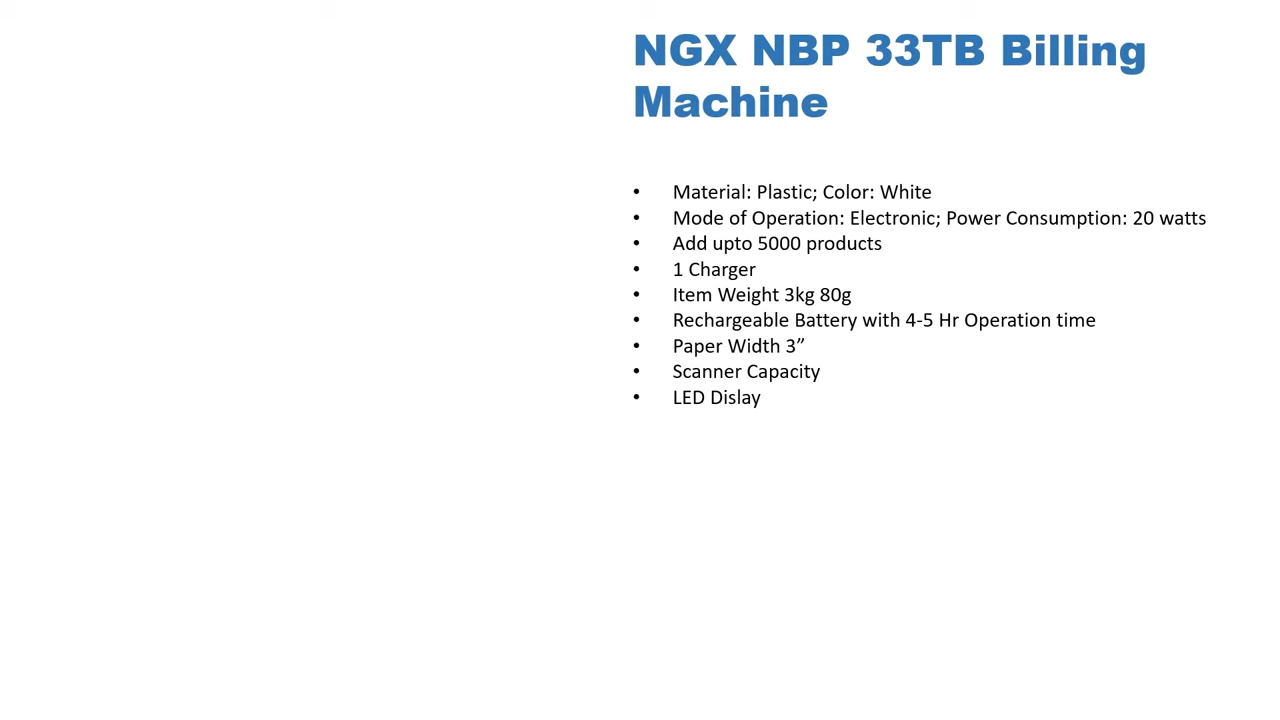 NGX NBP 33TB Billing
Machine
• Material: Plastic; Color: White
• Mode of Operation: Electronic; Power Consumption: 20 watts
• Add upto 5000 products
• 1 Charger
• Item Weight 3kg 80g
• Rechargeable Battery with 4-5 Hr Operation time
• Paper Width 3”
• Scanner Capacity
• LED Dislay